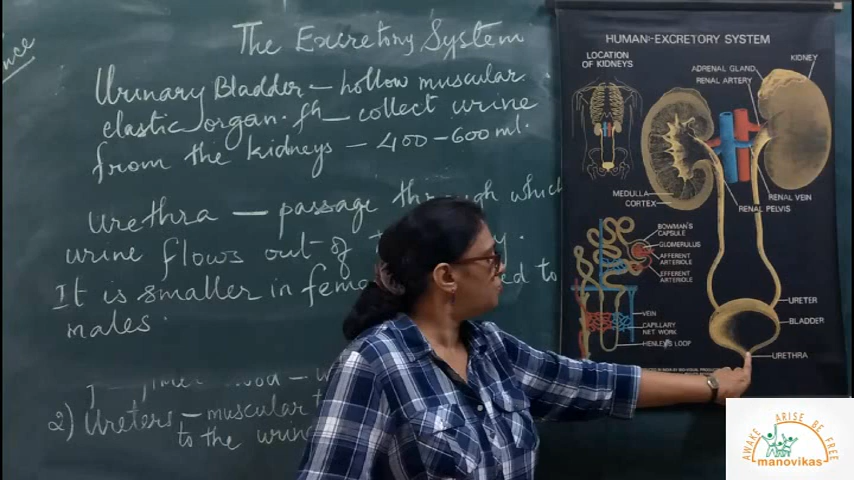 The Excretory System
Urinary Bladder – hollow muscular
elastic organ. fn – collect urine
from the kidneys – 400 – 600 ml.
Urethra — passage through which
urine flows out of
It is smaller in
males.
2) Ureters – muscular
to the
HUMAN-EXCRETORY SYSTEM
LOCATION
OF KIDNEYS
ADRENAL GLAND
RENAL ARTERY
KIDNEY
MEDULLA
CORTEX
RENAL VEIN
RENAL PELVIS
BOWMAN'S
CAPSULE
GLOMERULUS
AFFERENT
ARTERIOLE
EFFERENT
ARTERIOLE
VEIN
CAPILLARY
NET WORK
HENLEY'S LOOP
URETER
BLADDER
URETHRA
AWAKE ARISE BE FREE
manovikas